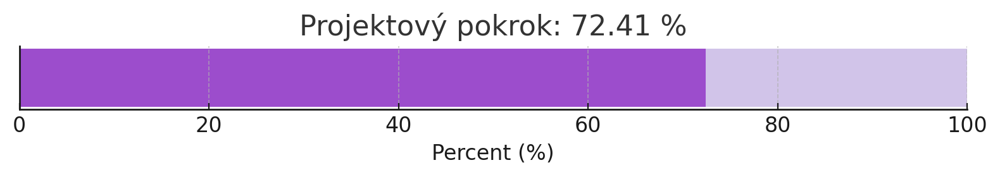 Projektový pokrok: 72.41 %
0 20 40 60 80 100
Percent (%)